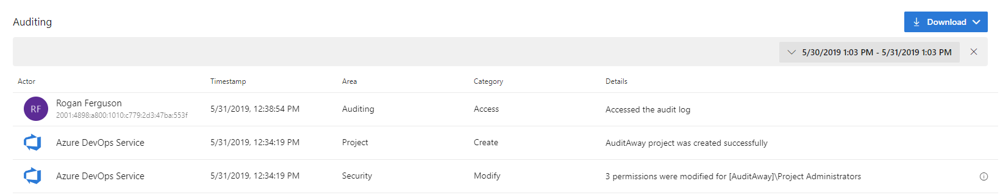 Auditing
Download
5/30/2019 1:03 PM - 5/31/2019 1:03 PM
Actor Timestamp Area Category Details
RF Rogan Ferguson 5/31/2019, 12:38:54 PM Auditing Access Accessed the audit log
2001:4898:a800:1010:c779:2d3:47ba:553f
Azure DevOps Service 5/31/2019, 12:34:19 PM Project Create AuditAway project was created successfully
Azure DevOps Service 5/31/2019, 12:34:19 PM Security Modify 3 permissions were modified for [AuditAway]\Project Administrators